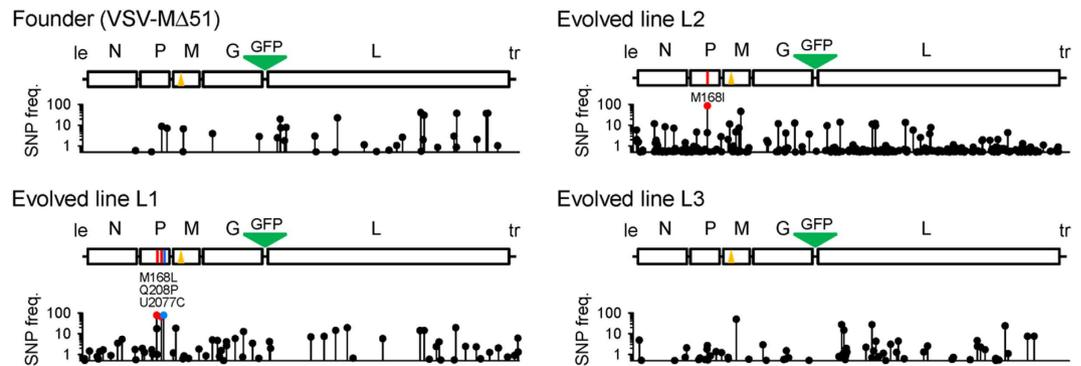 Founder (VSV-MΔ51)
le N P M G GFP L tr
SNP freq.
100
10
1
Evolved line L2
le N P M G GFP L tr
M168I
SNP freq.
100
10
1
Evolved line L1
le N P M G GFP L tr
M168L
Q208P
U2077C
SNP freq.
100
10
1
Evolved line L3
le N P M G GFP L tr
SNP freq.
100
10
1